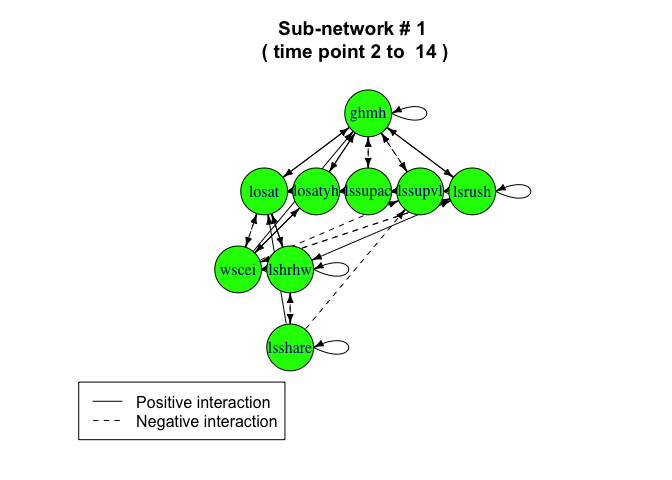 Sub-network # 1
( time point 2 to  14 )
ghmh
losat losatyh lssupac lssupvl lsrush
wscei lshrhw
lsshare
Positive interaction
Negative interaction